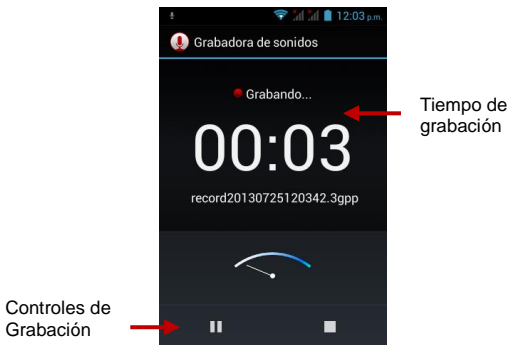 12:03 p.m.
Grabadora de sonidos
Grabando...
Tiempo de
grabación
00:03
record20130725120342.3gpp
Controles de
Grabación